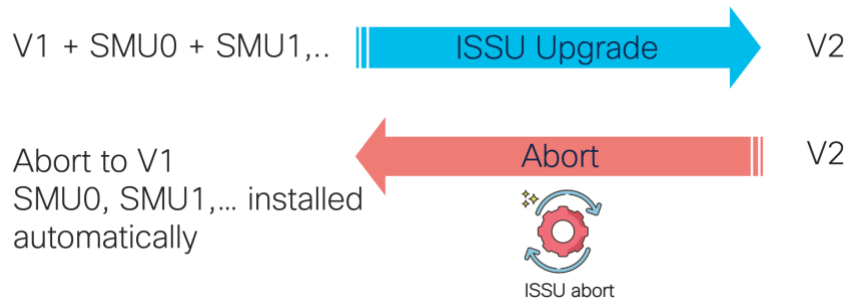 V1 + SMU0 + SMU1,..
ISSU Upgrade
V2
Abort to V1
SMU0, SMU1,... installed
automatically
Abort
V2
ISSU abort